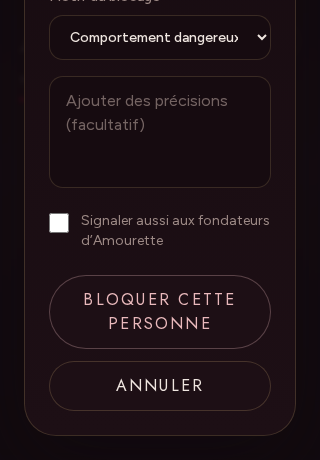 Comportement dangereux
Ajouter des précisions
(facultatif)
Signaler aussi aux fondateurs
d’Amourette
BLOQUER CETTE
PERSONNE
ANNULER